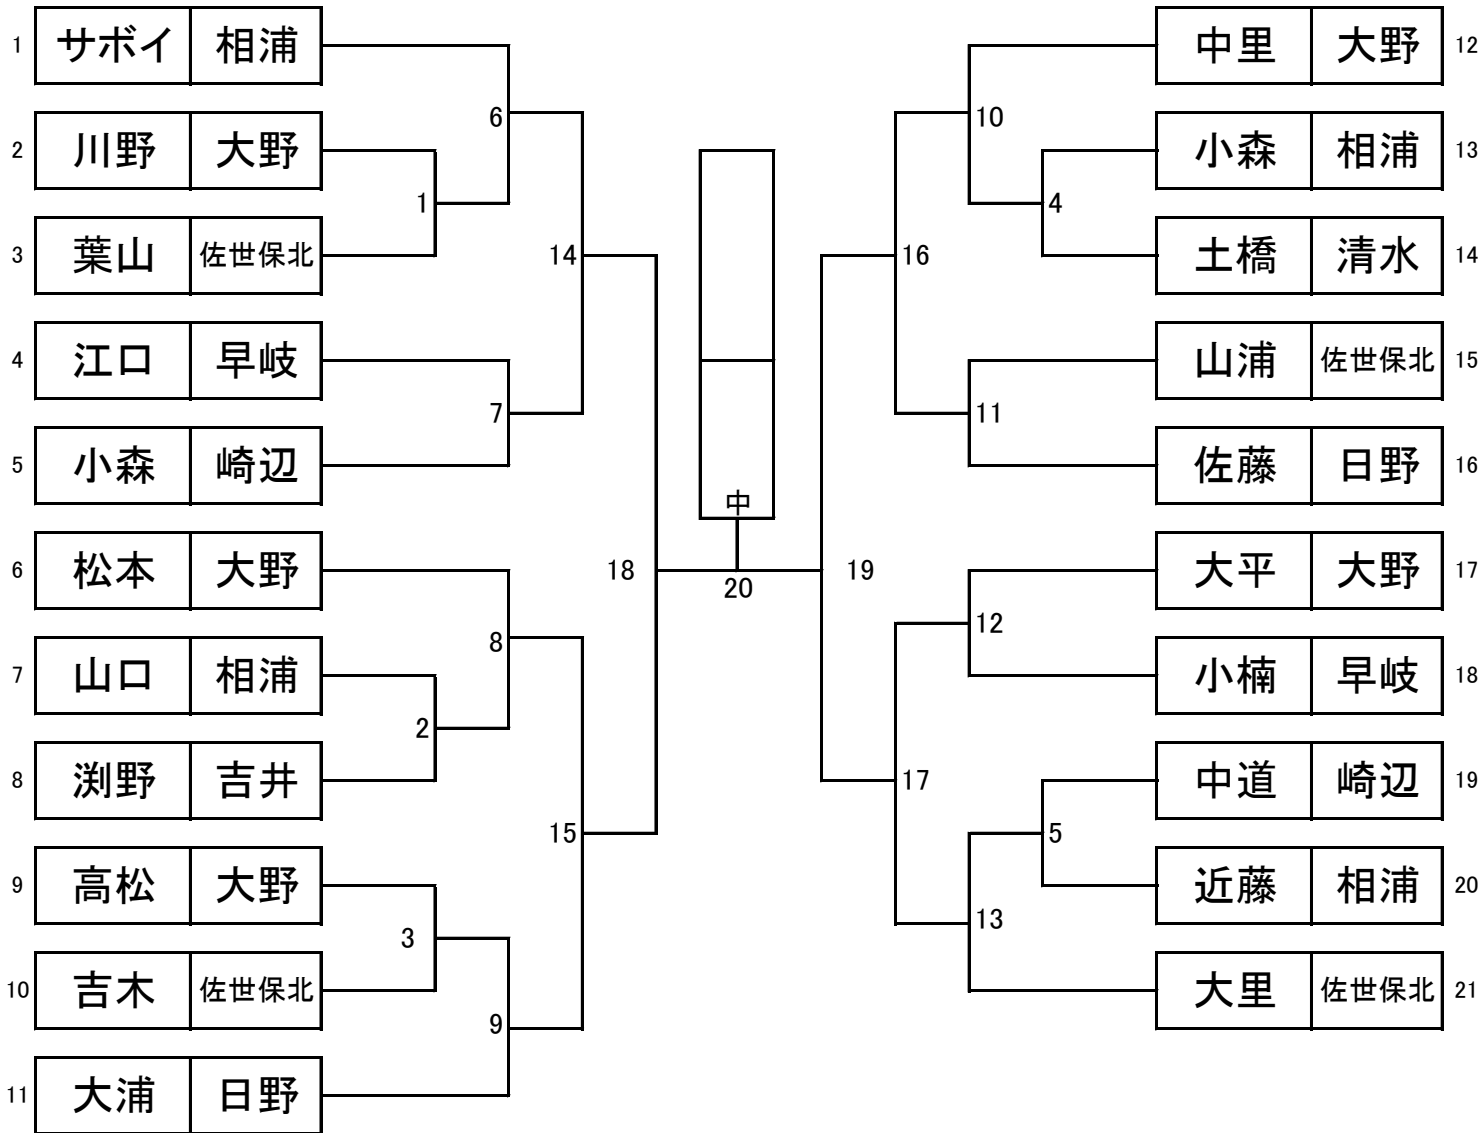 1 サボイ 相浦
2 川野 大野
3 葉山 佐世保北
4 江口 早岐
5 小森 崎辺
6 松本 大野
7 山口 相浦
8 渕野 吉井
9 高松 大野
10 吉木 佐世保北
11 大浦 日野
6
1
14
7
18
8
2
15
3
9
中
20
10
4
16
11
19
12
17
5
13
中里 大野 12
小森 相浦 13
土橋 清水 14
山浦 佐世保北 15
佐藤 日野 16
大平 大野 17
小楠 早岐 18
中道 崎辺 19
近藤 相浦 20
大里 佐世保北 21